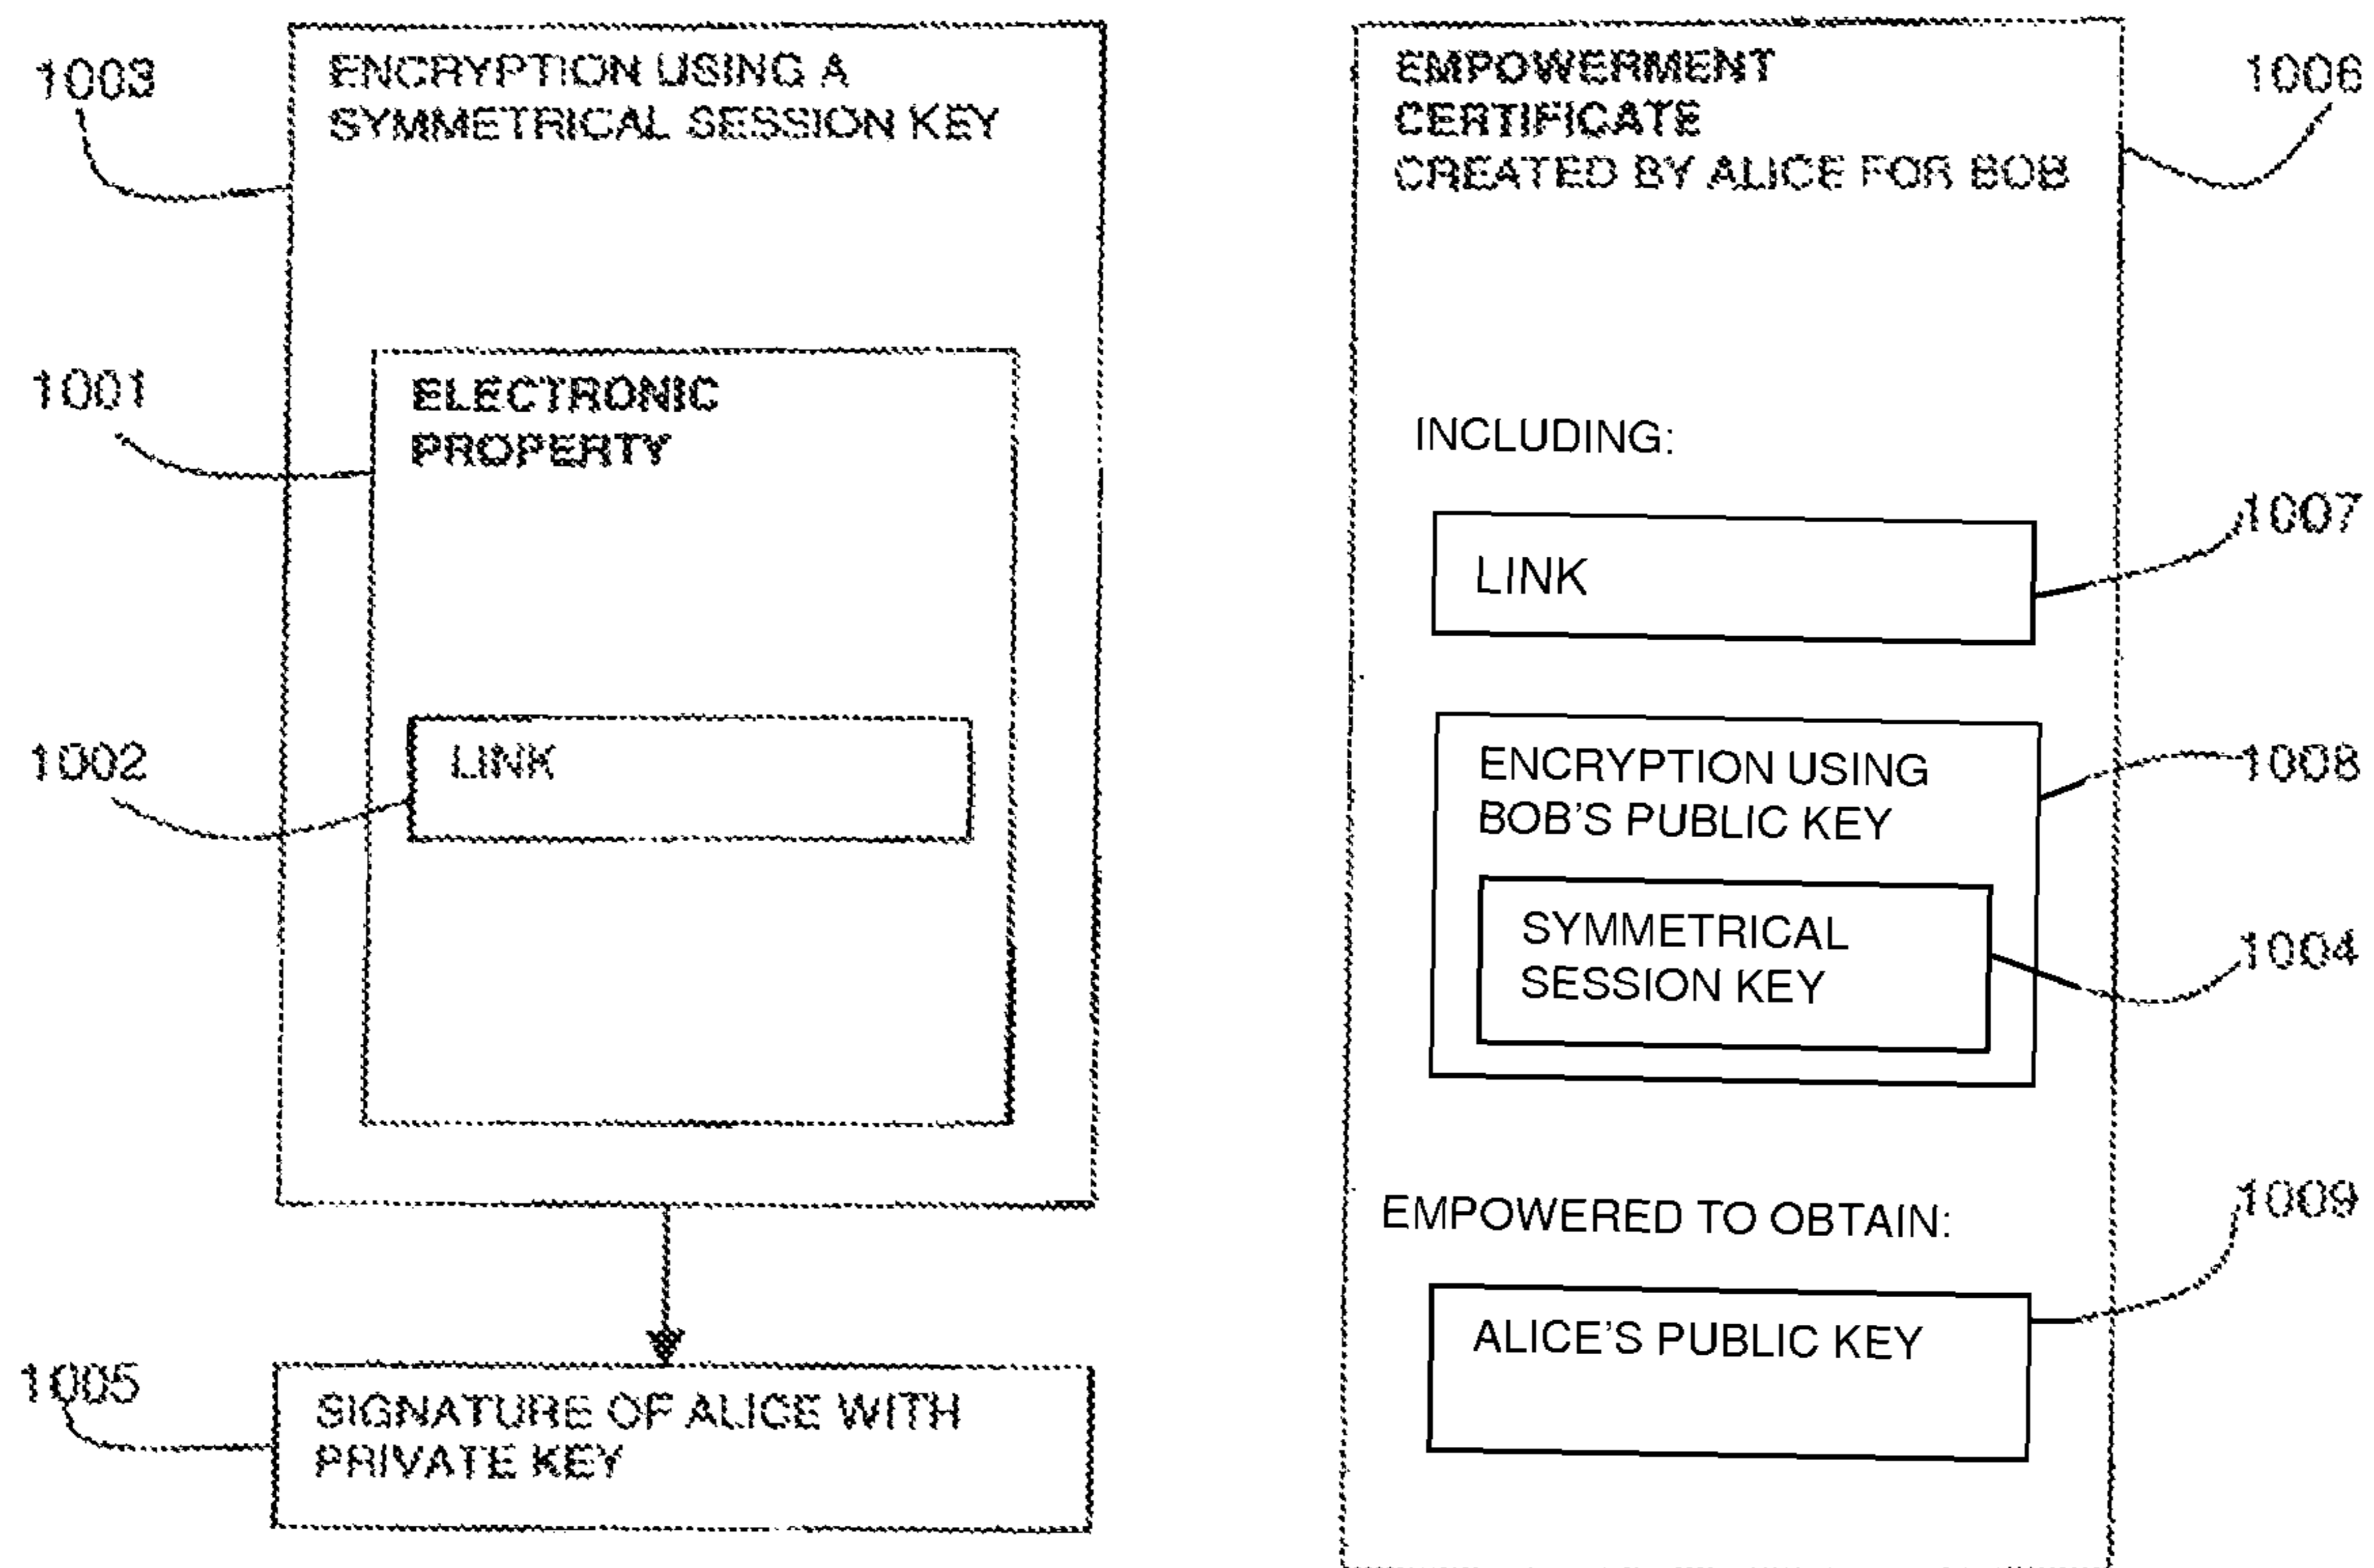 1003
ENCRYPTION USING A
SYMMETRICAL SESSION KEY
1001
ELECTRONIC
PROPERTY
1002
LINK
1005
SIGNATURE OF ALICE WITH
PRIVATE KEY
EMPOWERMENT
CERTIFICATE
CREATED BY ALICE FOR BOB
1006
INCLUDING:
LINK
1007
ENCRYPTION USING
BOB'S PUBLIC KEY
1008
SYMMETRICAL
SESSION KEY
1004
EMPOWERED TO OBTAIN:
1009
ALICE'S PUBLIC KEY